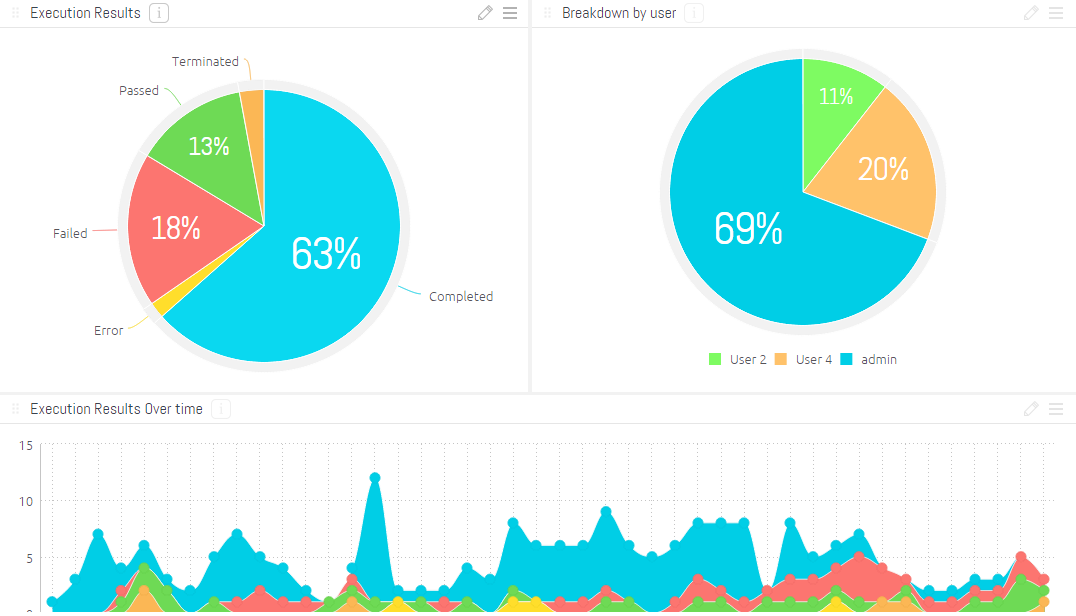 Execution Results i
Breakdown by user i
Terminated
Passed
13%
Failed
18%
63%
Completed
Error
11%
20%
69%
User 2 User 4 admin
Execution Results Over time i
15
10
5
0